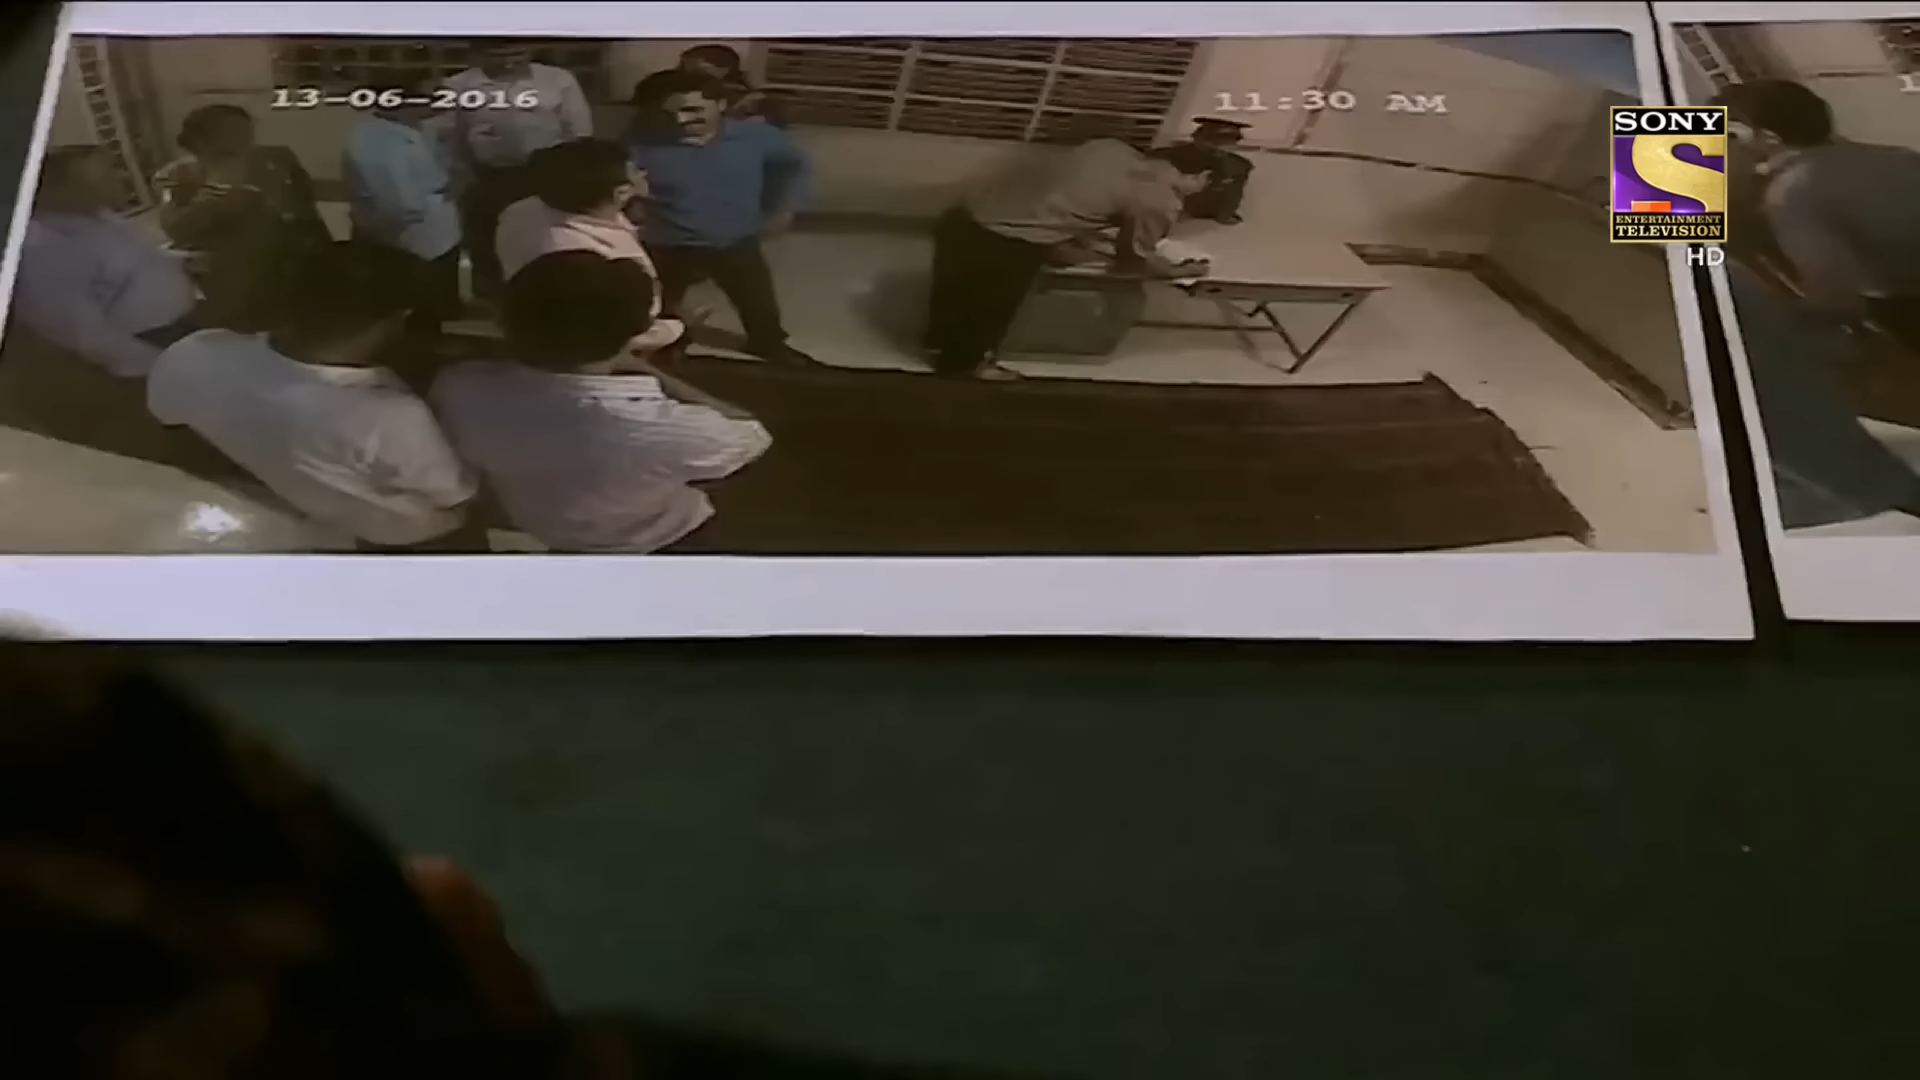 13-06-2016
11:30 AM
SONY
ENTERTAINMENT
TELEVISION
HD